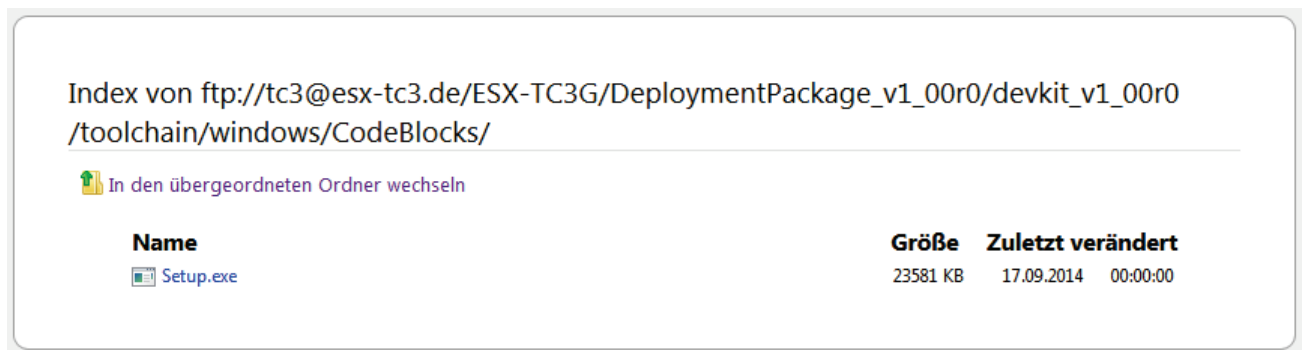 Index von ftp://tc3@esx-tc3.de/ESX-TC3G/DeploymentPackage_v1_00r0/devkit_v1_00r0
/toolchain/windows/CodeBlocks/
In den übergeordneten Ordner wechseln
Name Größe Zuletzt verändert
Setup.exe 23581 KB 17.09.2014 00:00:00